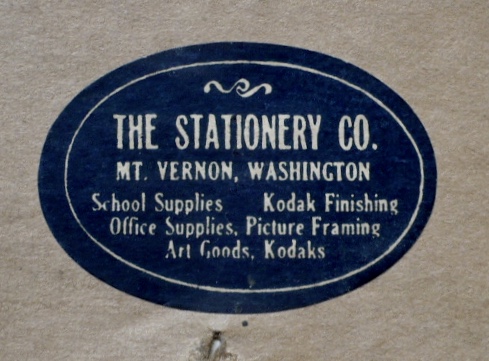 THE STATIONERY CO.
MT. VERNON, WASHINGTON
School Supplies Kodak Finishing
Office Supplies, Picture Framing
Art Goods, Kodaks